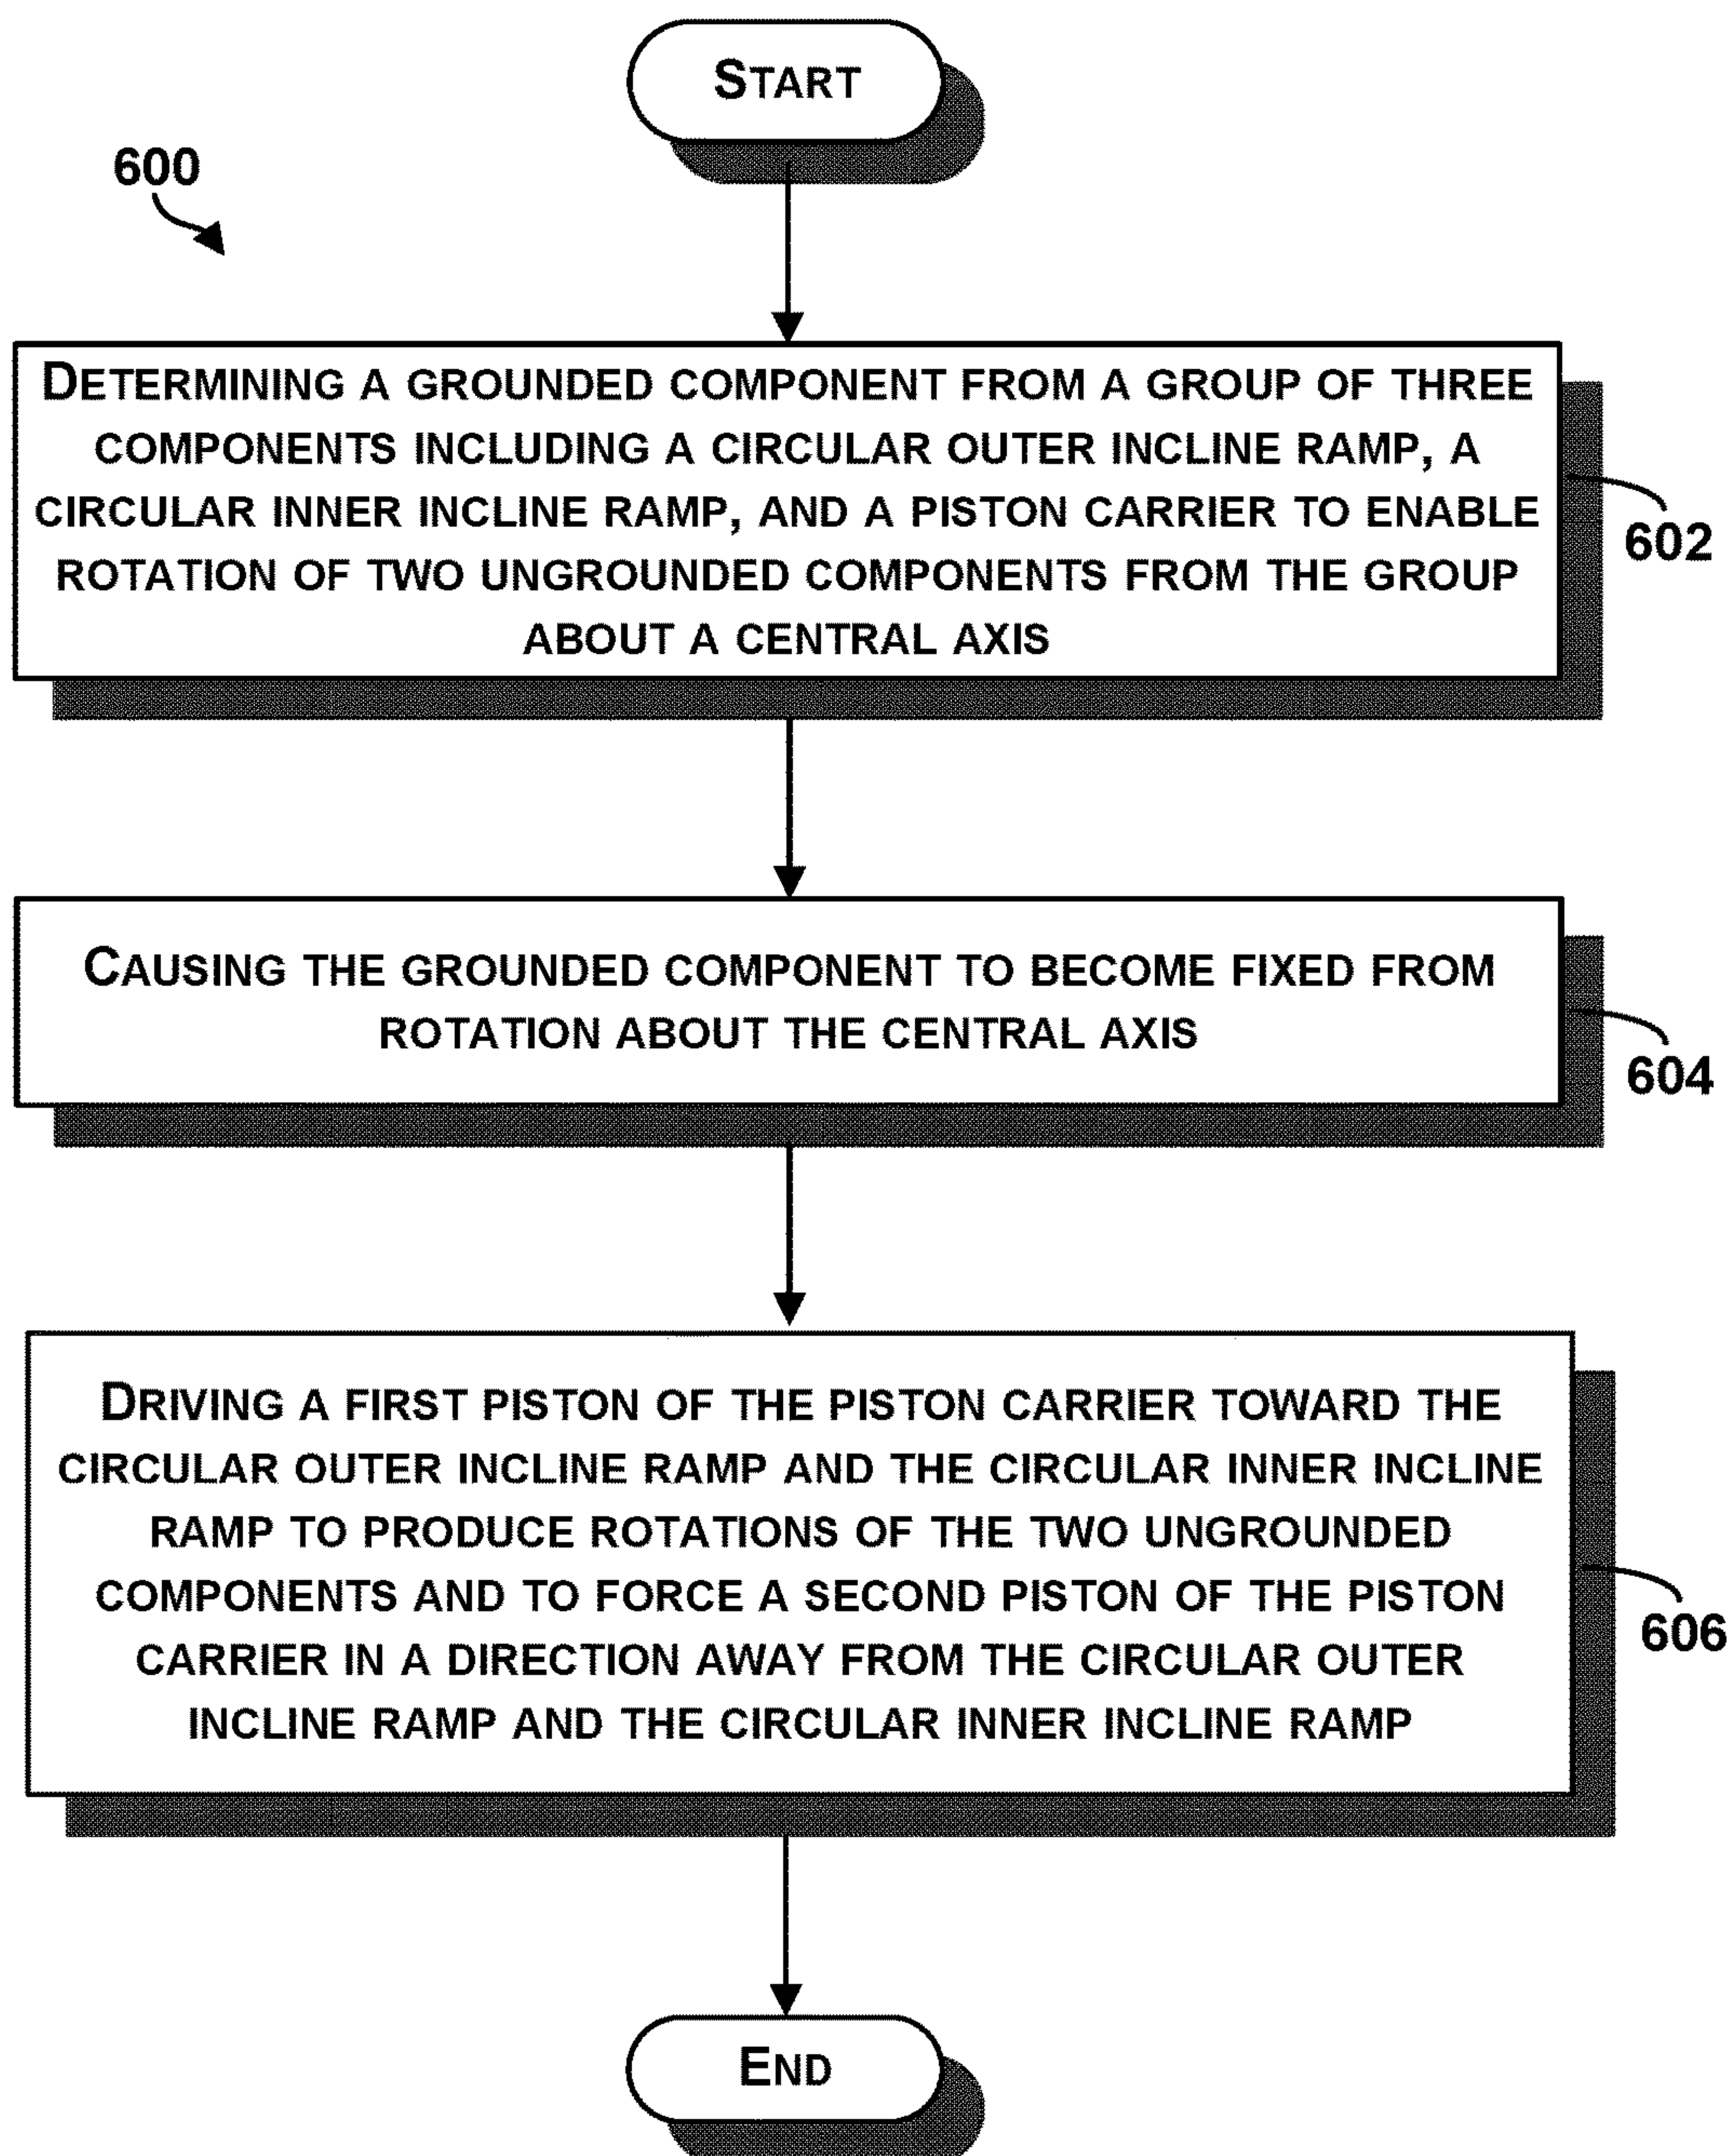 START
600
DETERMINING A GROUNDED COMPONENT FROM A GROUP OF THREE
COMPONENTS INCLUDING A CIRCULAR OUTER INCLINE RAMP, A
CIRCULAR INNER INCLINE RAMP, AND A PISTON CARRIER TO ENABLE
ROTATION OF TWO UNGROUNDED COMPONENTS FROM THE GROUP
ABOUT A CENTRAL AXIS
602
CAUSING THE GROUNDED COMPONENT TO BECOME FIXED FROM
ROTATION ABOUT THE CENTRAL AXIS
604
DRIVING A FIRST PISTON OF THE PISTON CARRIER TOWARD THE
CIRCULAR OUTER INCLINE RAMP AND THE CIRCULAR INNER INCLINE
RAMP TO PRODUCE ROTATIONS OF THE TWO UNGROUNDED
COMPONENTS AND TO FORCE A SECOND PISTON OF THE PISTON
CARRIER IN A DIRECTION AWAY FROM THE CIRCULAR OUTER
INCLINE RAMP AND THE CIRCULAR INNER INCLINE RAMP
606
END